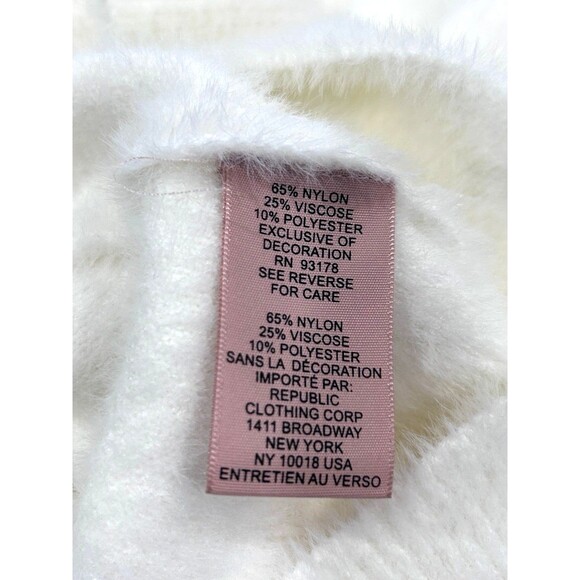 65% NYLON
25% VISCOSE
10% POLYESTER
EXCLUSIVE OF
DECORATION
RN 93178
SEE REVERSE
FOR CARE
65% NYLON
25% VISCOSE
10% POLYESTER
SANS LA DÉCORATION
IMPORTÉ PAR:
REPUBLIC
CLOTHING CORP
1411 BROADWAY
NEW YORK
NY 10018 USA
ENTRETIEN AU VERSO